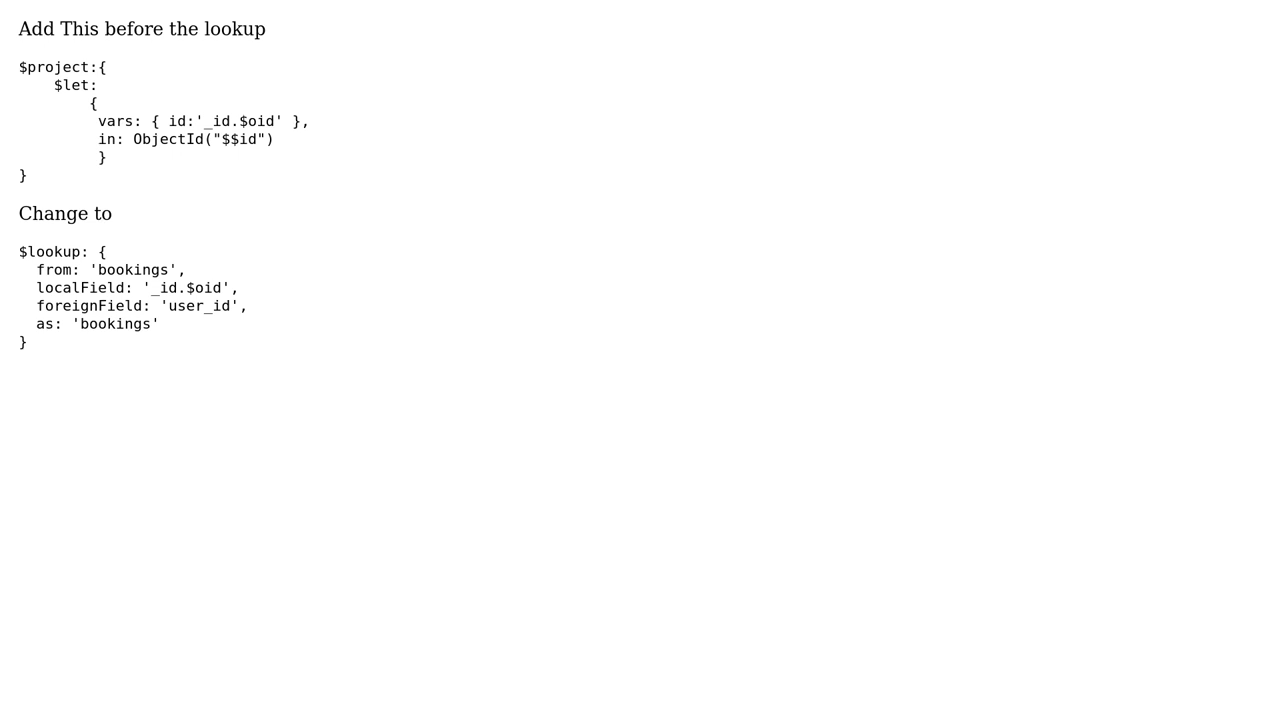 Add This before the lookup
$project:{
    $let:
        {
         vars: { id:'_id.$oid' },
         in: ObjectId("$$id")
         }
}
Change to
$lookup: {
  from: 'bookings',
  localField: '_id.$oid',
  foreignField: 'user_id',
  as: 'bookings'
}